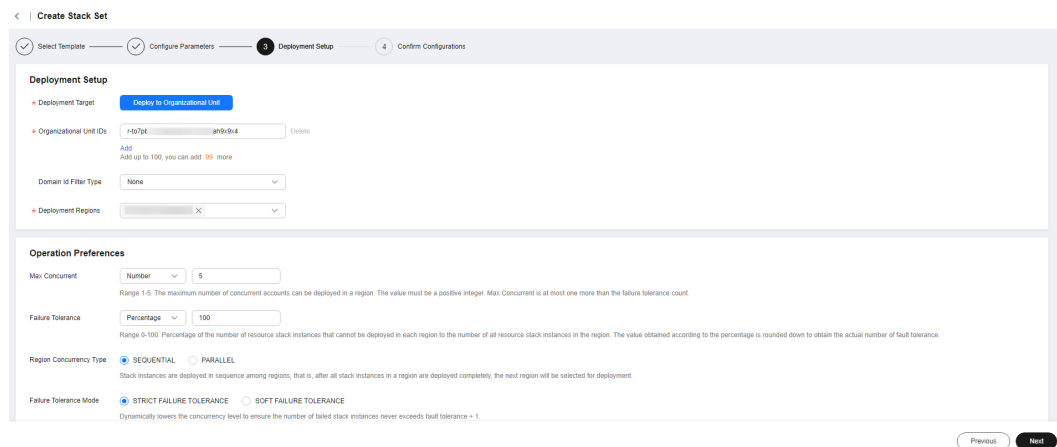 < | Create Stack Set
Select Template Configure Parameters 3 Deployment Setup 4 Confirm Configurations
Deployment Setup
* Deployment Target Deploy to Organizational Unit
* Organizational Unit IDs r-to7pt ah9x9x4 Delete
Add
Add up to 100, you can add 99 more
Domain Id Filter Type None
* Deployment Regions
Operation Preferences
Max Concurrent Number 5
Range 1-5. The maximum number of concurrent accounts can be deployed in a region. The value must be a positive integer. Max Concurrent is at most one more than the failure tolerance count.
Failure Tolerance Percentage 100
Range 0-100. Percentage of the number of resource stack instances that cannot be deployed in each region to the number of all resource stack instances in the region. The value obtained according to the percentage is rounded down to obtain the actual number of fault tolerance.
Region Concurrency Type SEQUENTIAL PARALLEL
Stack instances are deployed in sequence among regions, that is, after all stack instances in a region are deployed completely, the next region will be selected for deployment.
Failure Tolerance Mode STRICT FAILURE TOLERANCE SOFT FAILURE TOLERANCE
Dynamically lowers the concurrency level to ensure the number of failed stack instances never exceeds fault tolerance + 1.
Previous Next